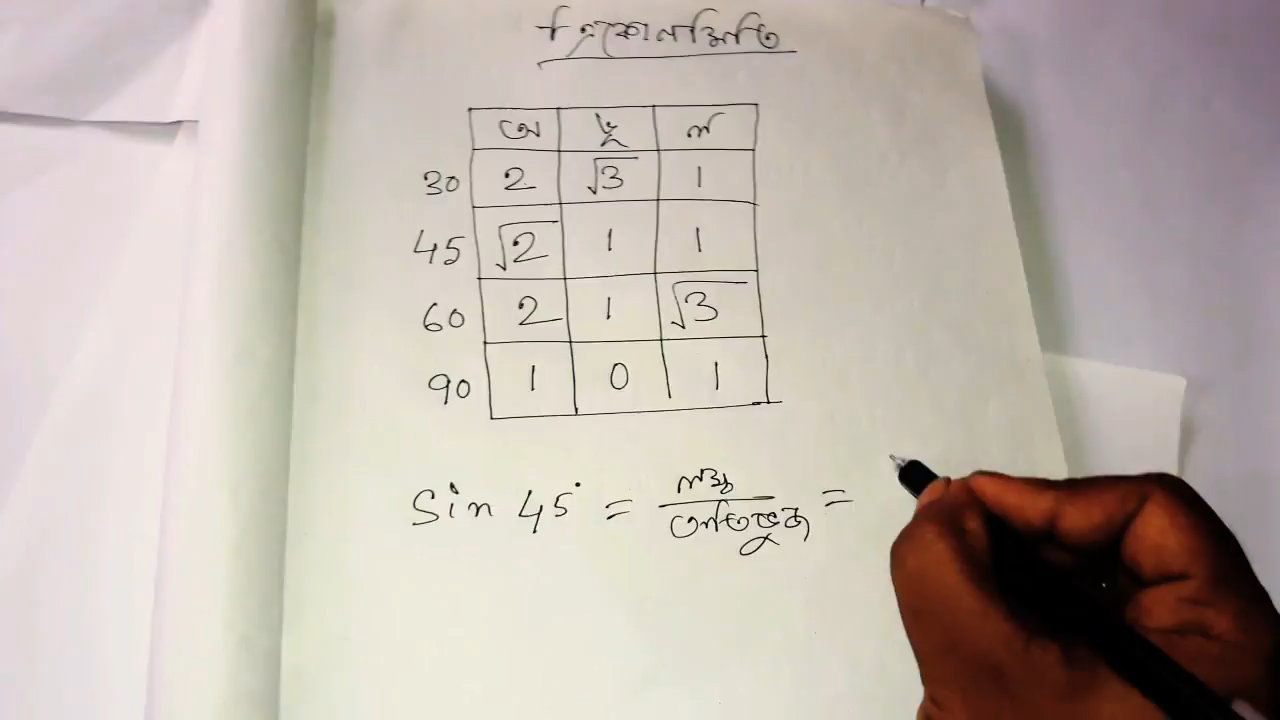 ত্রিকোনমিতি
অ ভূ ল
30 2 √3 1
45 √2 1 1
60 2 1 √3
90 1 0 1
Sin 45° = লম্ব / অতিভুজ =